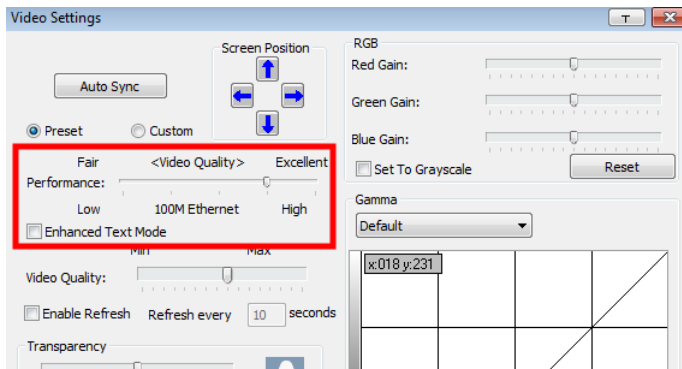 Video Settings
T
Screen Position
Auto Sync
Preset
Custom
Fair
<Video Quality>
Excellent
Performance:
Low
100M Ethernet
High
Enhanced Text Mode
Min
Max
Video Quality:
Enable Refresh
Refresh every
10
seconds
Transparency
RGB
Red Gain:
Green Gain:
Blue Gain:
Set To Grayscale
Reset
Gamma
Default
x:018 y:231